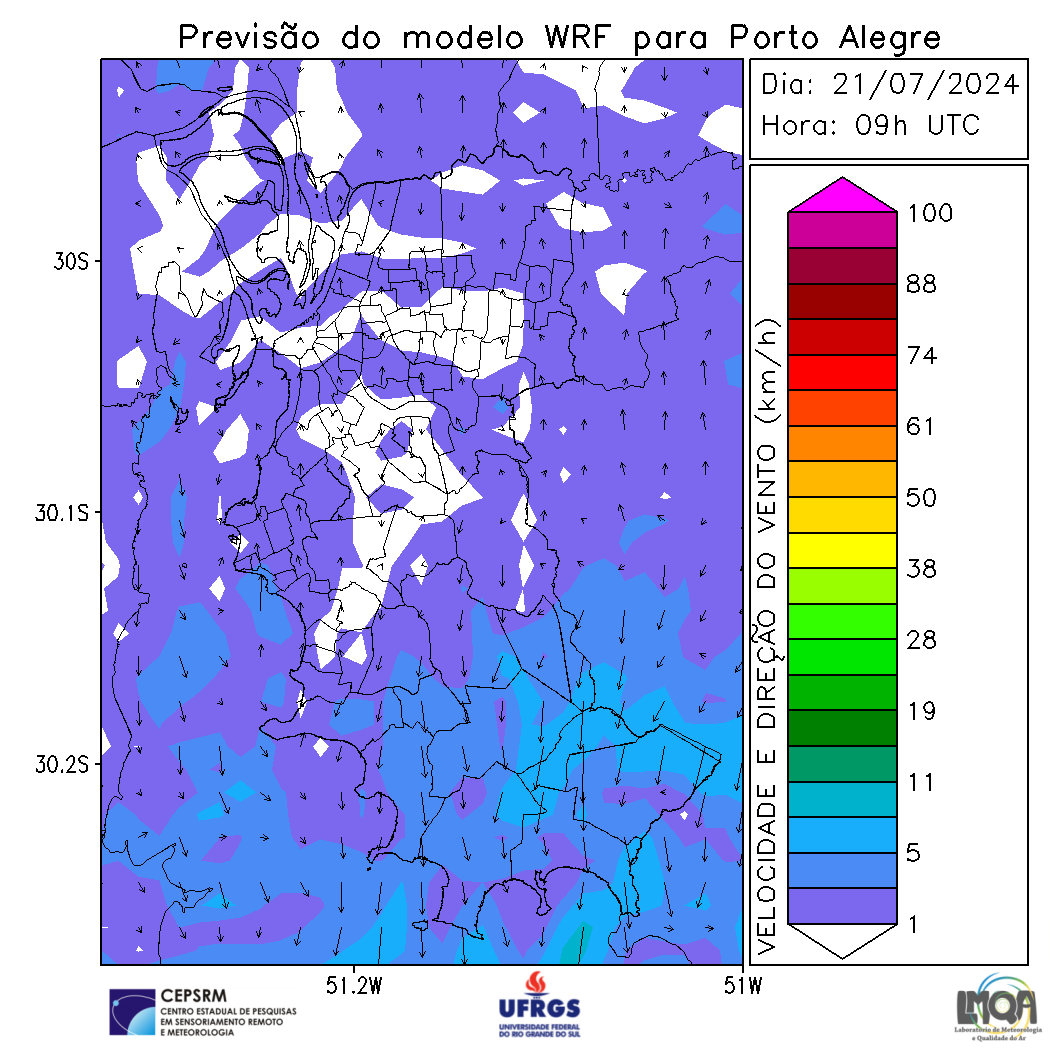 Previsão do modelo WRF para Porto Alegre
Dia: 21/07/2024
Hora: 09h UTC
30S
30.1S
30.2S
51.2W
51W
VELOCIDADE E DIREÇÃO DO VENTO (km/h)
100
88
74
61
50
38
28
19
11
5
1
CEPSRM
CENTRO ESTADUAL DE PESQUISAS
EM SENSORIAMENTO REMOTO
E METEOROLOGIA
UFRGS
UNIVERSIDADE FEDERAL
DO RIO GRANDE DO SUL
LMQA
Laboratório de Meteorologia
e Qualidade do Ar